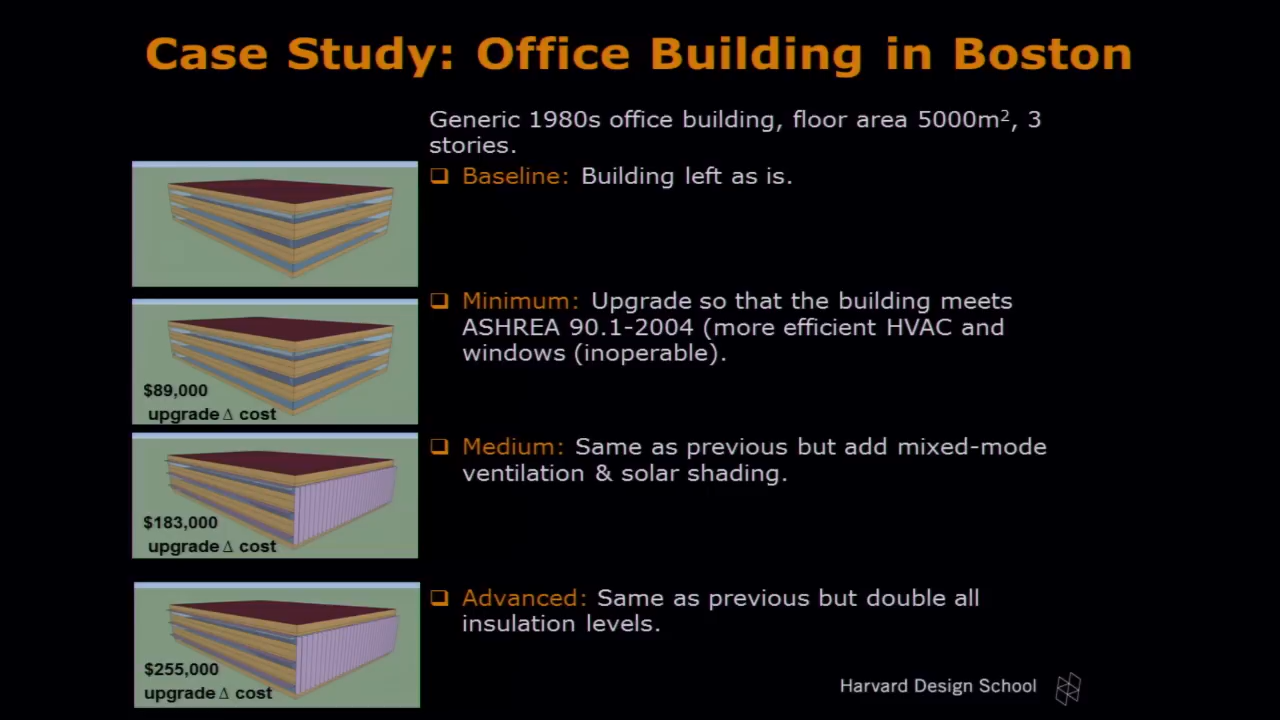 Case Study: Office Building in Boston
Generic 1980s office building, floor area 5000m², 3
stories.
❑ Baseline: Building left as is.
❑ Minimum: Upgrade so that the building meets
ASHREA 90.1-2004 (more efficient HVAC and
windows (inoperable).
$89,000
upgrade Δ cost
❑ Medium: Same as previous but add mixed-mode
ventilation & solar shading.
$183,000
upgrade Δ cost
❑ Advanced: Same as previous but double all
insulation levels.
$255,000
upgrade Δ cost
Harvard Design School